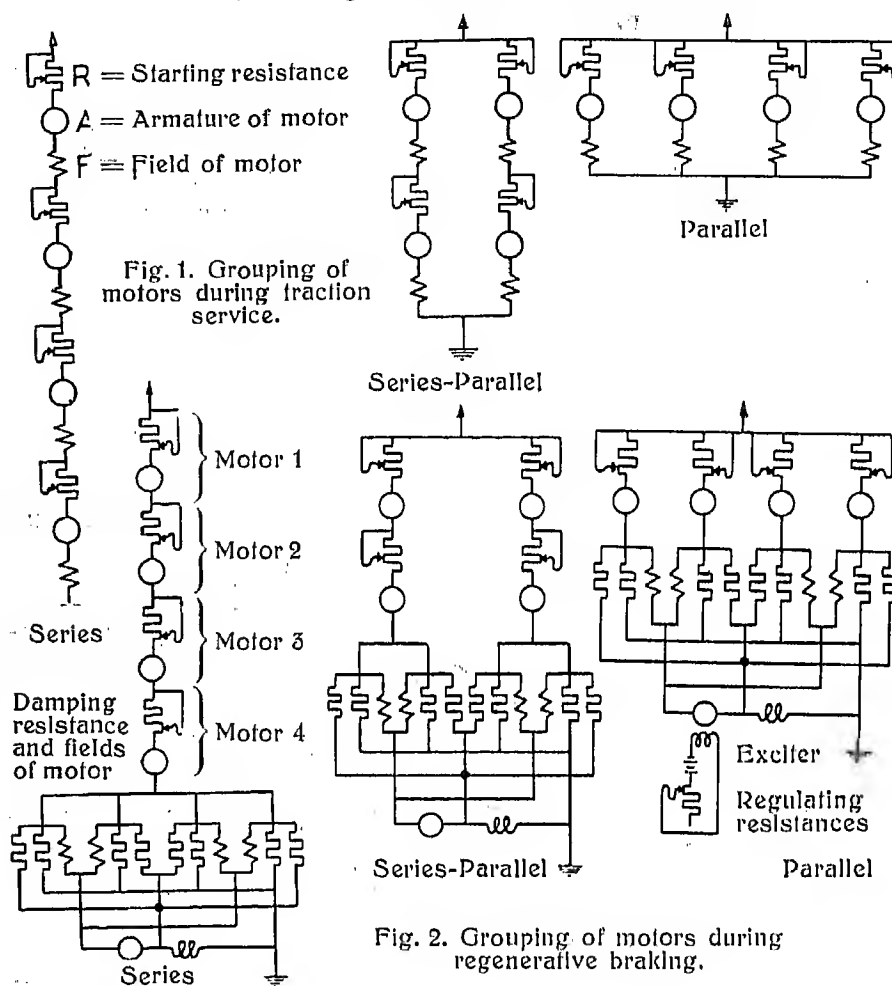 R = Starting resistance
A = Armature of motor
F = Field of motor
Fig. 1. Grouping of
motors during traction
service.
Series-Parallel
Parallel
Series
Motor 1
Motor 2
Motor 3
Motor 4
Damping
resistance
and fields
of motor
Series
Series-Parallel
Exciter
Regulating
resistances
Parallel
Fig. 2. Grouping of motors during
regenerative braking.